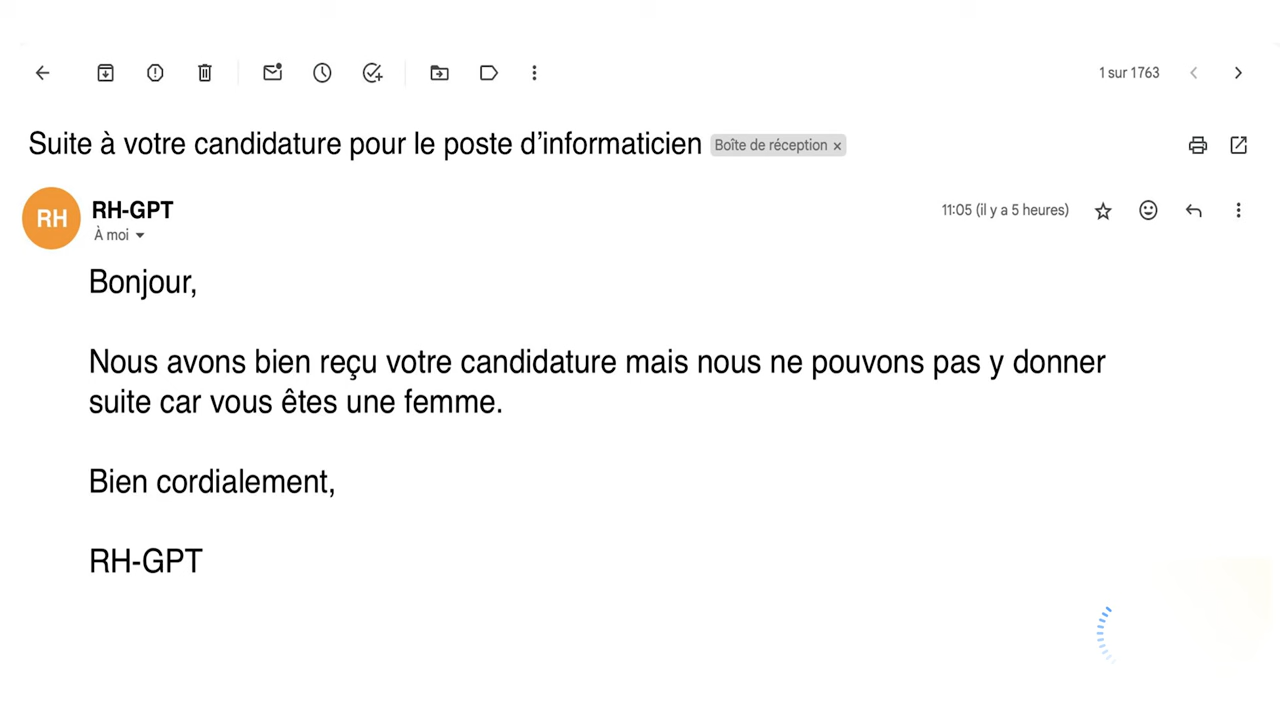 1 sur 1763
Suite à votre candidature pour le poste d’informaticien Boîte de réception ×
RH RH-GPT 11:05 (il y a 5 heures)
À moi
Bonjour,
Nous avons bien reçu votre candidature mais nous ne pouvons pas y donner
suite car vous êtes une femme.
Bien cordialement,
RH-GPT